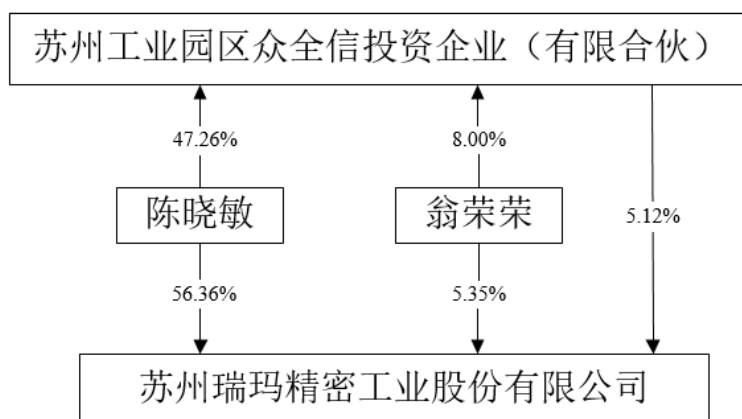 苏州工业园区众全信投资企业（有限合伙）
47.26%
8.00%
陈晓敏
翁荣荣
5.12%
56.36%
5.35%
苏州瑞玛精密工业股份有限公司